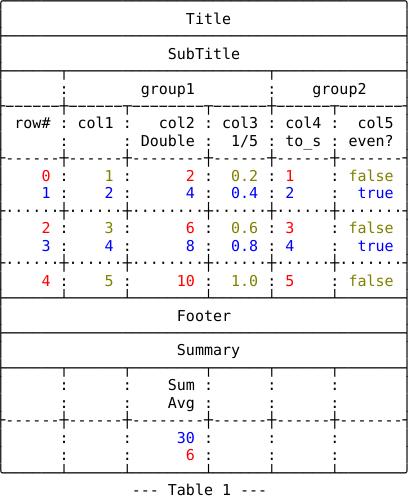 Title
SubTitle
group1 group2
row# col1 col2 col3 col4 col5
Double 1/5 to_s even?
0 1 2 0.2 1 false
1 2 4 0.4 2 true
2 3 6 0.6 3 false
3 4 8 0.8 4 true
4 5 10 1.0 5 false
Footer
Summary
Sum
Avg
30
6
--- Table 1 ---